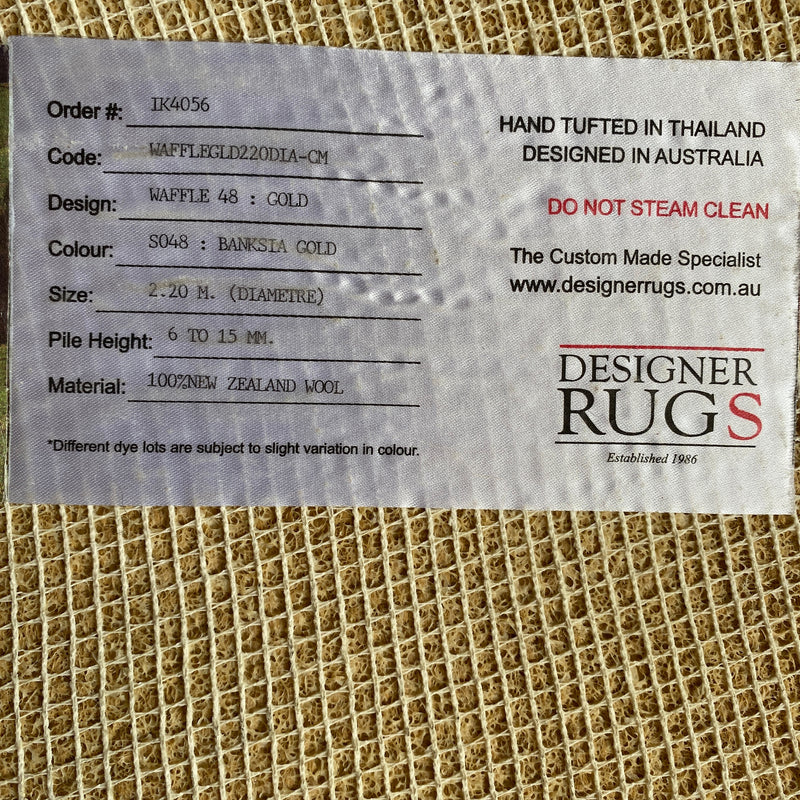 Order #: IK4056
Code: WAFFLEGLD220DIA-CM
Design: WAFFLE 48 : GOLD
Colour: S048 : BANKSIA GOLD
Size: 2.20 M. (DIAMETRE)
Pile Height: 6 TO 15 MM.
Material: 100%NEW ZEALAND WOOL
*Different dye lots are subject to slight variation in colour.
HAND TUFTED IN THAILAND
DESIGNED IN AUSTRALIA
DO NOT STEAM CLEAN
The Custom Made Specialist
www.designerrugs.com.au
DESIGNER
RUGS
Established 1986